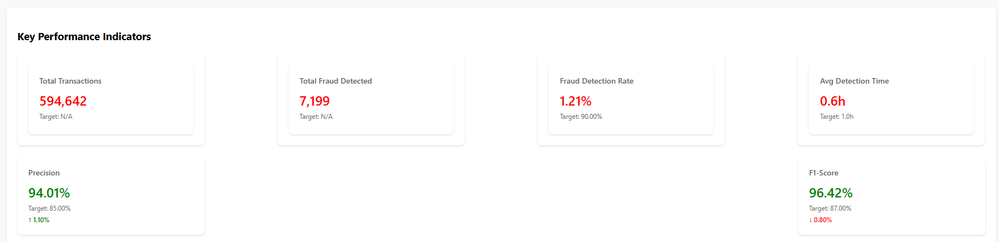 Key Performance Indicators
Total Transactions
594,642
Target: N/A
Total Fraud Detected
7,199
Target: N/A
Fraud Detection Rate
1.21%
Target: 90.00%
Avg Detection Time
0.6h
Target: 1.0h
Precision
94.01%
Target: 85.00%
↑ 1.10%
F1-Score
96.42%
Target: 87.00%
↓ 0.80%